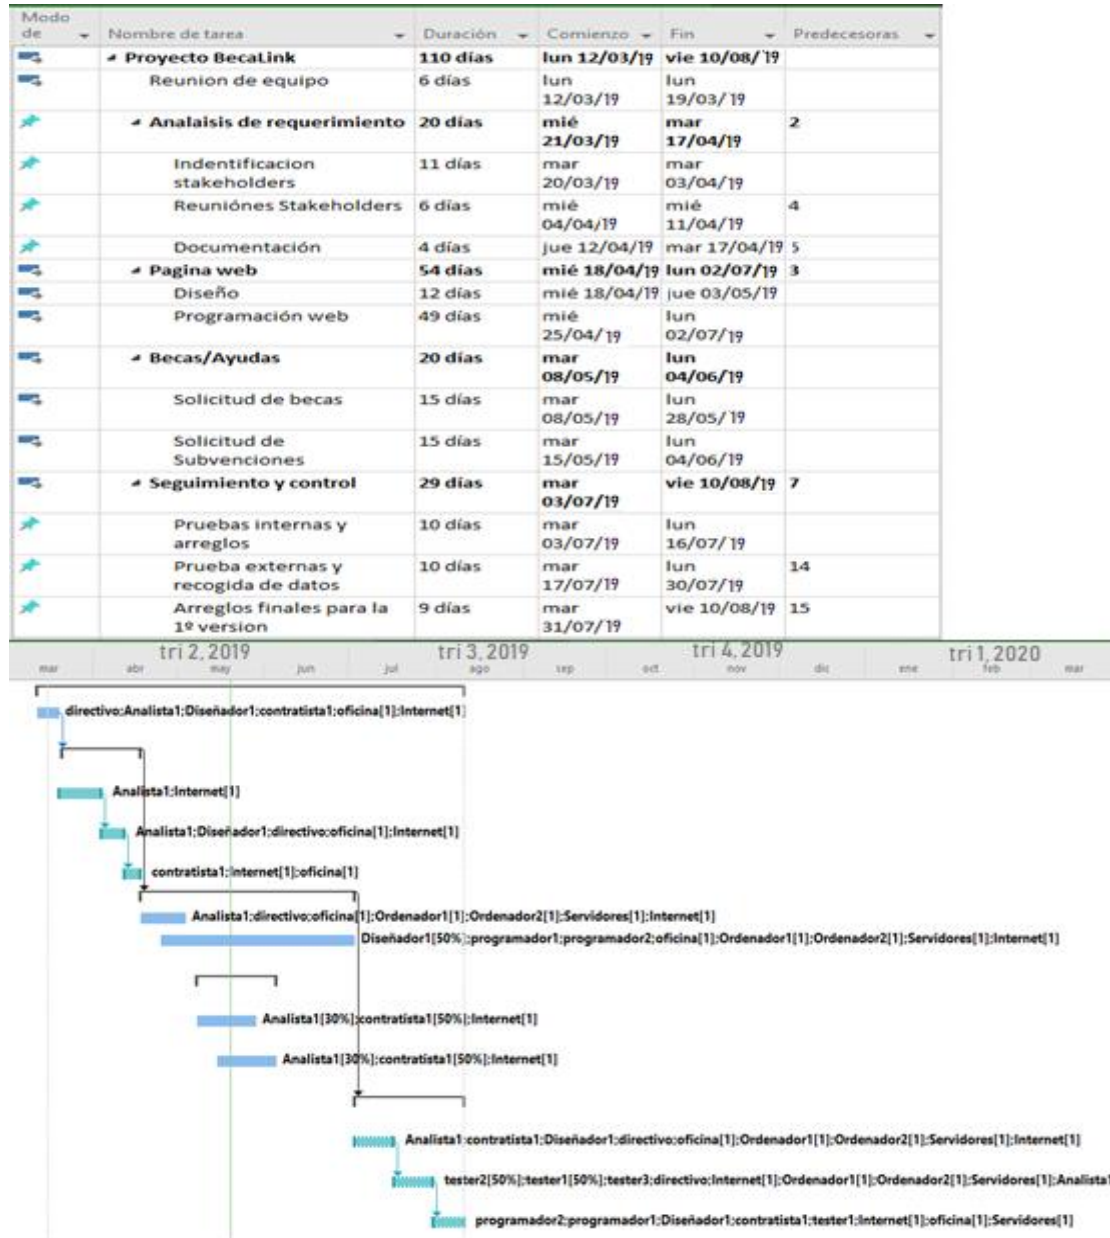 Modo
de
Nombre de tarea Duración Comienzo Fin Predecesoras
Proyecto BecaLink 110 días lun 12/03/19 vie 10/08/19
Reunion de equipo 6 días lun lun
12/03/19 19/03/19
Analaisis de requerimiento 20 días mié mar 2
21/03/19 17/04/19
Indentificacion 11 días mar mar
stakeholders 20/03/19 03/04/19
Reuniónes Stakeholders 6 días mié mié 4
04/04/19 11/04/19
Documentación 4 días jue 12/04/19 mar 17/04/19 5
Pagina web 54 días mié 18/04/19 lun 02/07/19 3
Diseño 12 días mié 18/04/19 jue 03/05/19
Programación web 49 días mié lun
25/04/19 02/07/19
Becas/Ayudas 20 días mar lun
08/05/19 04/06/19
Solicitud de becas 15 días mar lun
08/05/19 28/05/19
Solicitud de 15 días mar lun
Subvenciones 15/05/19 04/06/19
Seguimiento y control 29 días mar vie 10/08/19 7
03/07/19
Pruebas internas y 10 días mar lun
arreglos 03/07/19 16/07/19
Prueba externas y 10 días mar lun 14
recogida de datos 17/07/19 30/07/19
Arreglos finales para la 9 días mar vie 10/08/19 15
1º version 31/07/19
tri 2, 2019 tri 3, 2019 tri 4, 2019 tri 1, 2020
mar abr may jun jul ago sep oct nov dic ene feb mar
directivo;Analista1;Diseñador1;contratista1;oficina[1];Internet[1]
Analista1;Internet[1]
Analista1;Diseñador1;directivo;oficina[1];Internet[1]
contratista1;Internet[1];oficina[1]
Analista1;directivo;oficina[1];Ordenador1[1];Ordenador2[1];Servidores[1];Internet[1]
Diseñador1[50%];programador1;programador2;oficina[1];Ordenador1[1];Ordenador2[1];Servidores[1];Internet[1]
Analista1[30%];contratista1[50%];Internet[1]
Analista1[30%];contratista1[50%];Internet[1]
Analista1;contratista1;Diseñador1;directivo;oficina[1];Ordenador1[1];Ordenador2[1];Servidores[1];Internet[1]
tester2[50%];tester1[50%];tester3;directivo;Internet[1];Ordenador1[1];Ordenador2[1];Servidores[1];Analista1
programador2;programador1;Diseñador1;contratista1;tester1;Internet[1];oficina[1];Servidores[1]